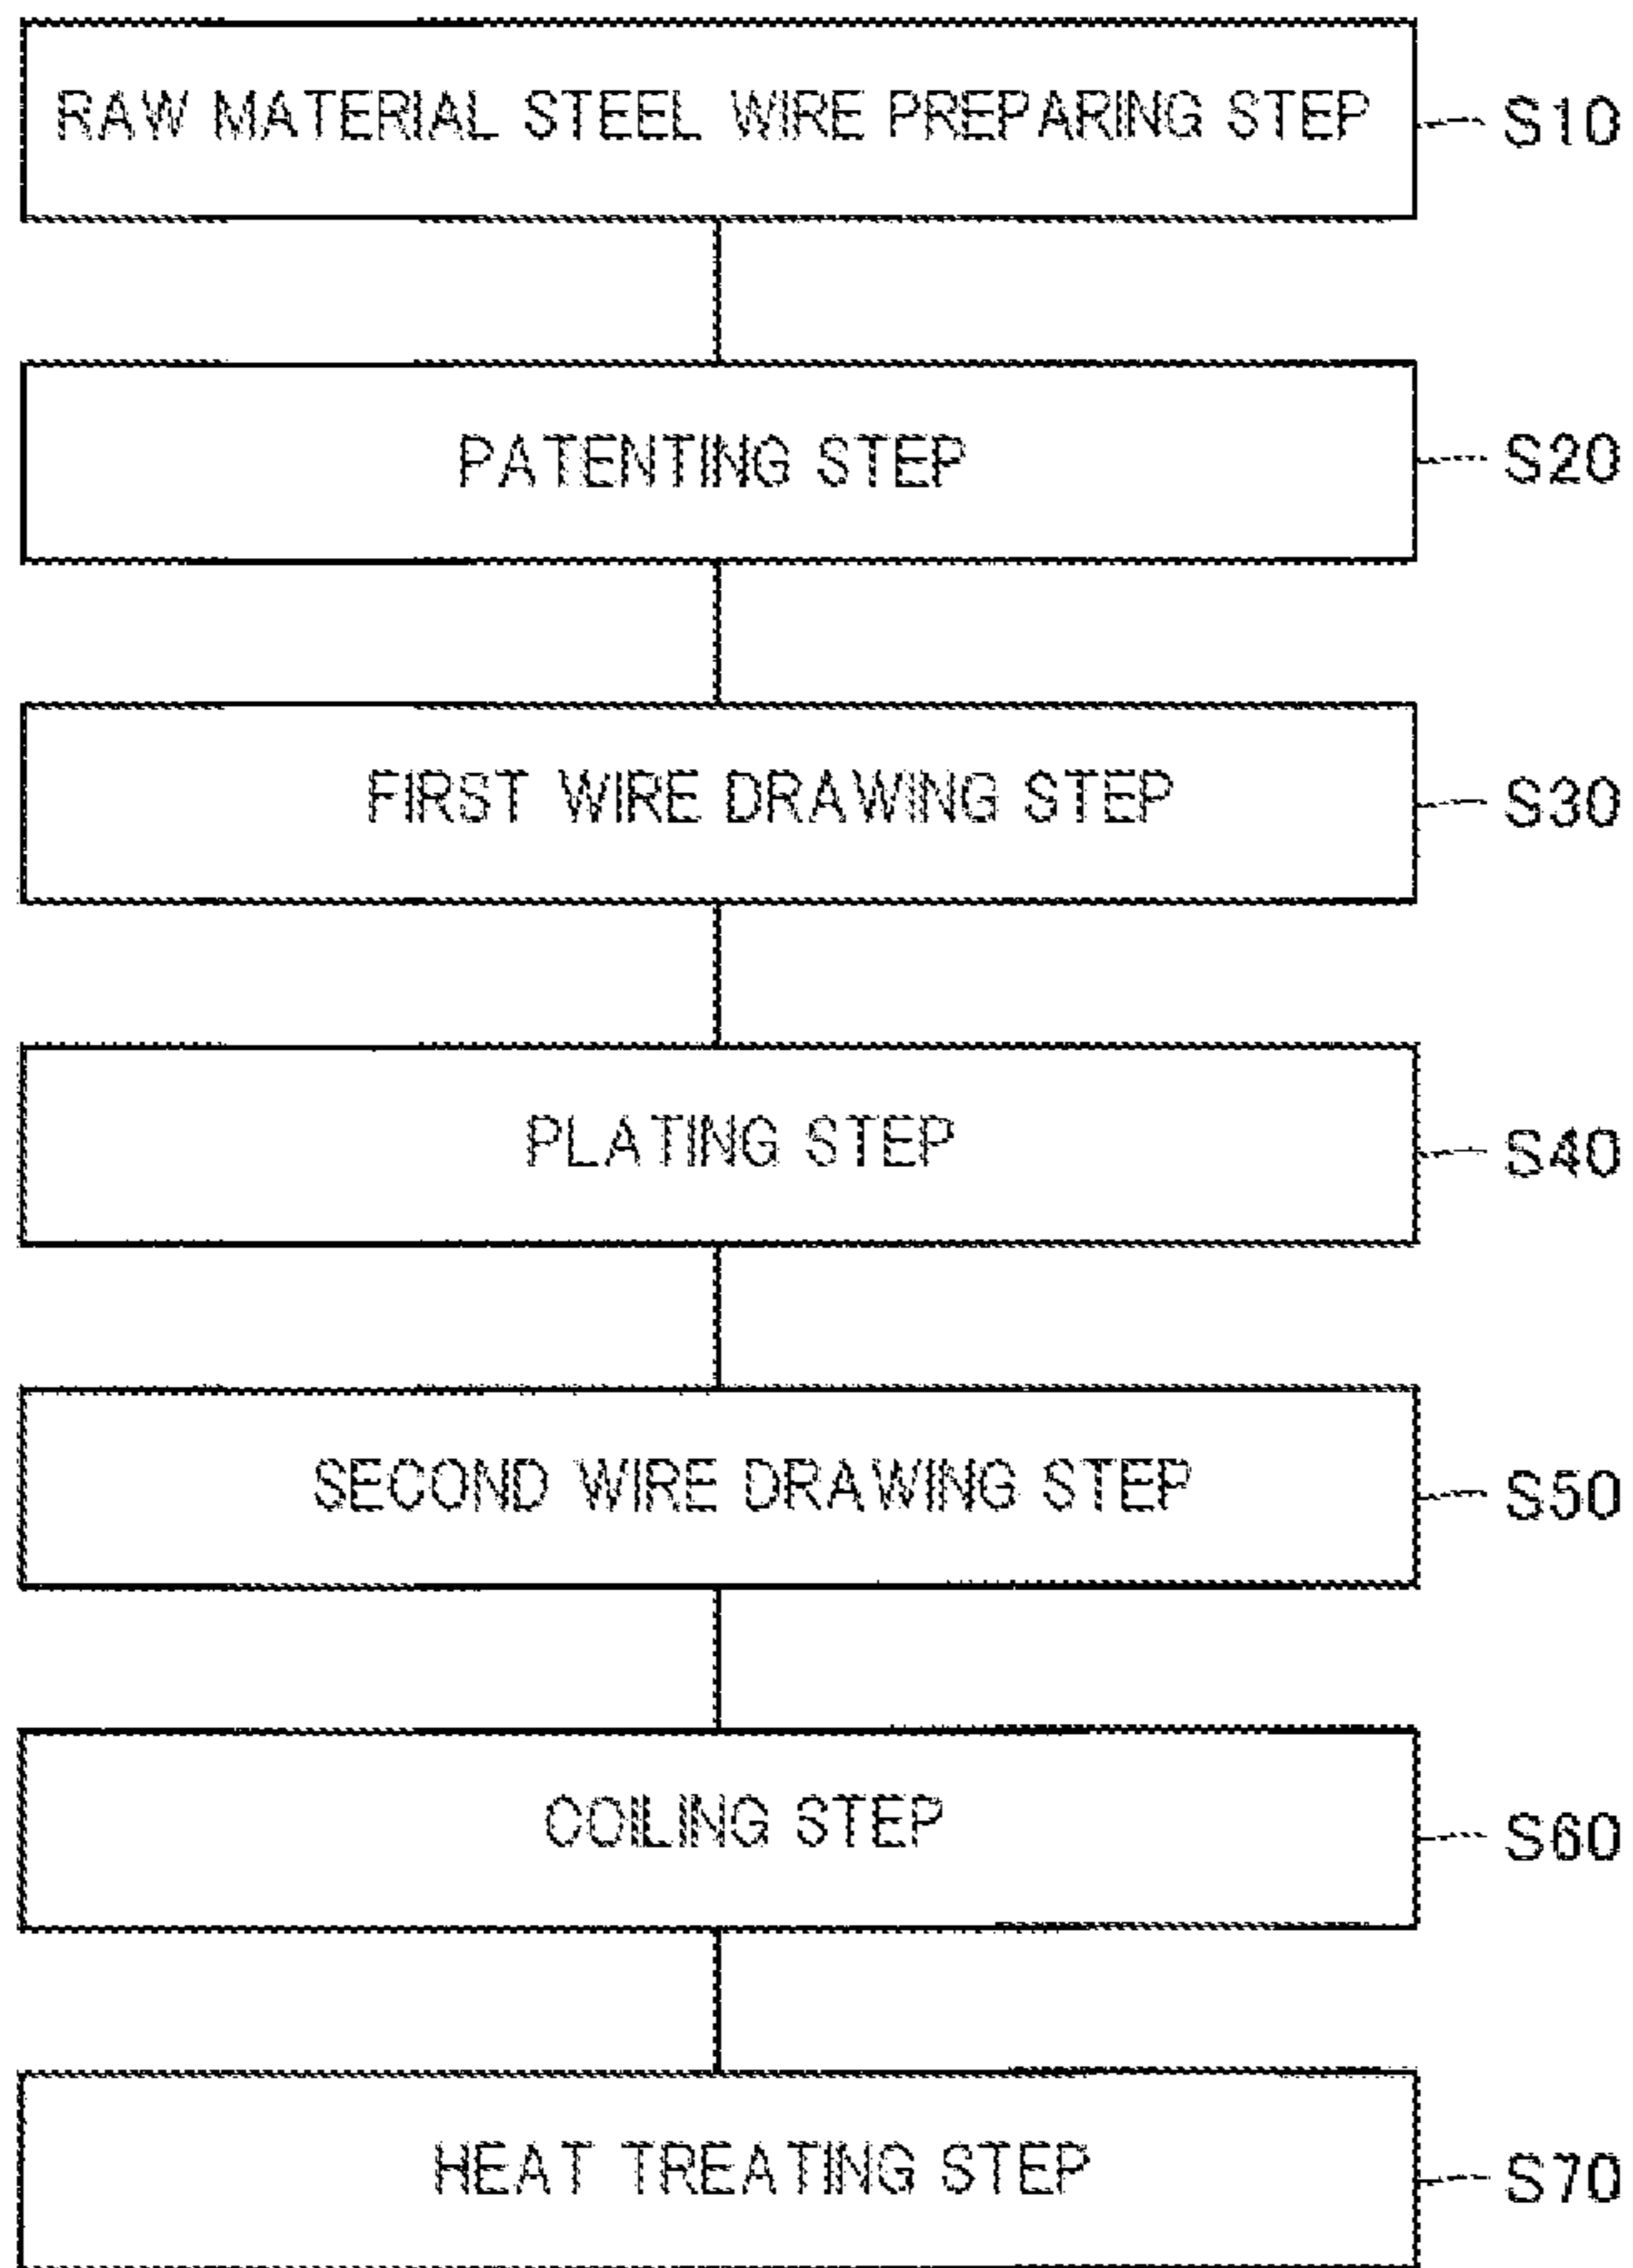 RAW MATERIAL STEEL WIRE PREPARING STEP S10
PATENTING STEP S20
FIRST WIRE DRAWING STEP S30
PLATING STEP S40
SECOND WIRE DRAWING STEP S50
COILING STEP S60
HEAT TREATING STEP S70